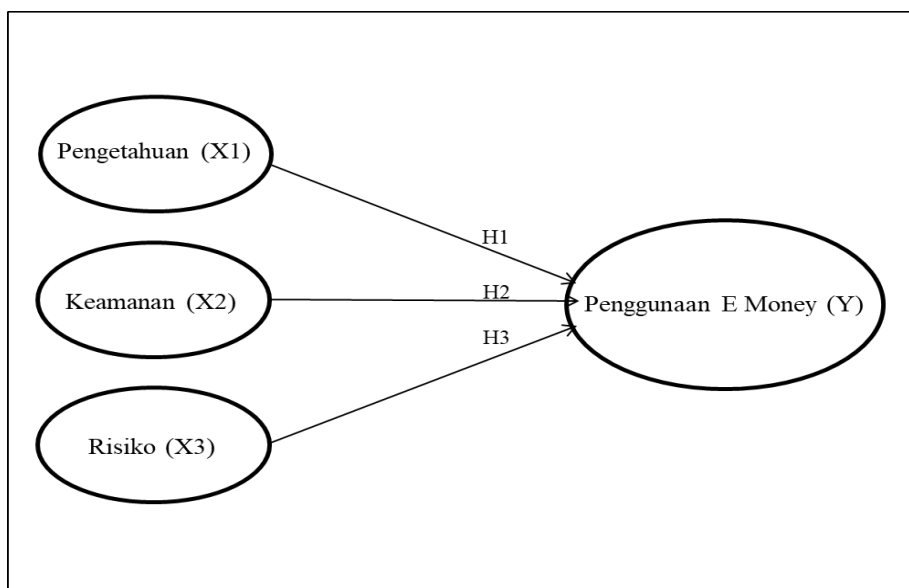 Pengetahuan (X1)
H1
Keamanan (X2)
H2
Penggunaan E Money (Y)
H3
Risiko (X3)